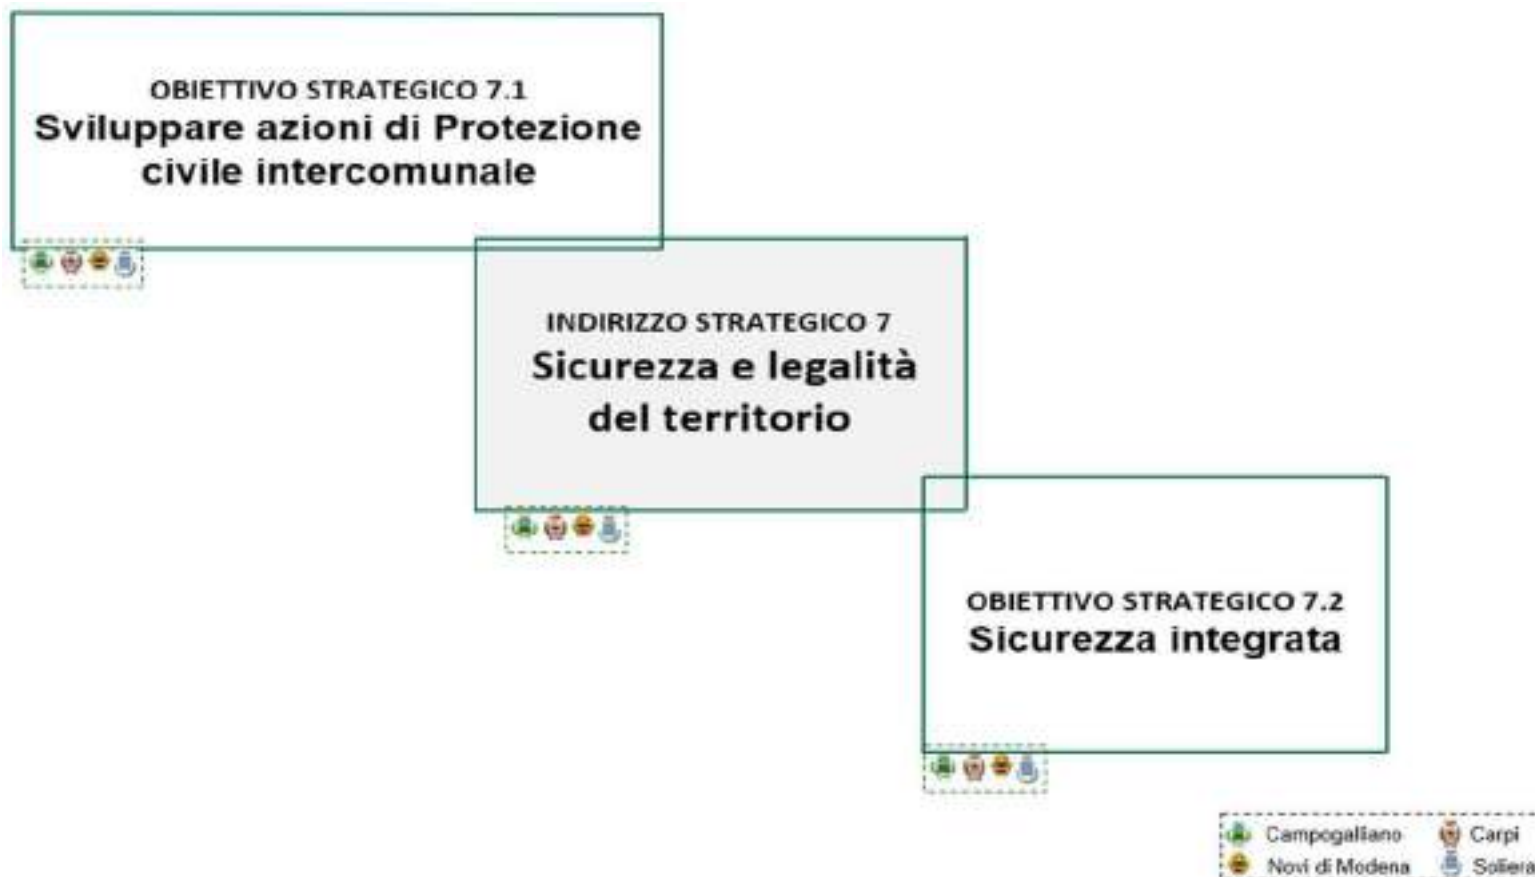 OBIETTIVO STRATEGICO 7.1
Sviluppare azioni di Protezione
civile intercomunale
INDIRIZZO STRATEGICO 7
Sicurezza e legalità
del territorio
OBIETTIVO STRATEGICO 7.2
Sicurezza integrata
Campogalliano
Carpi
Novi di Modena
Soliera